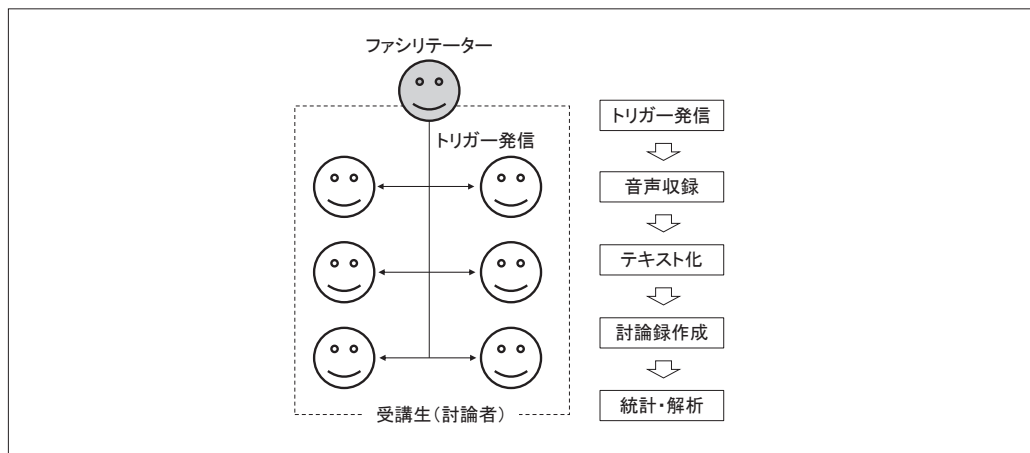 ファシリテーター
トリガー発信
受講生(討論者)
トリガー発信
音声収録
テキスト化
討論録作成
統計・解析